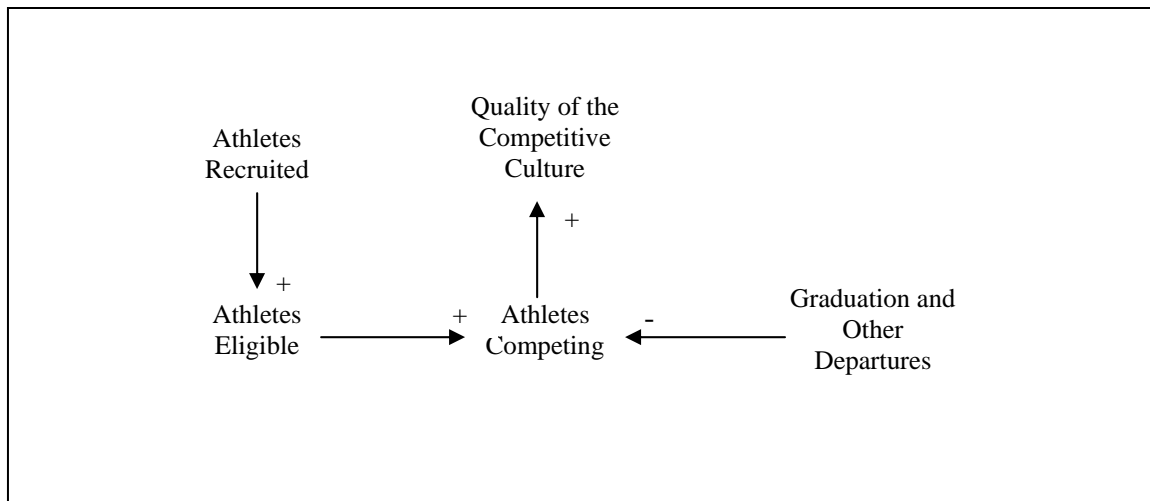 Quality of the
Competitive
Culture
Athletes
Recruited
+
+
Athletes
Eligible
+
Athletes
Competing
-
Graduation and
Other
Departures